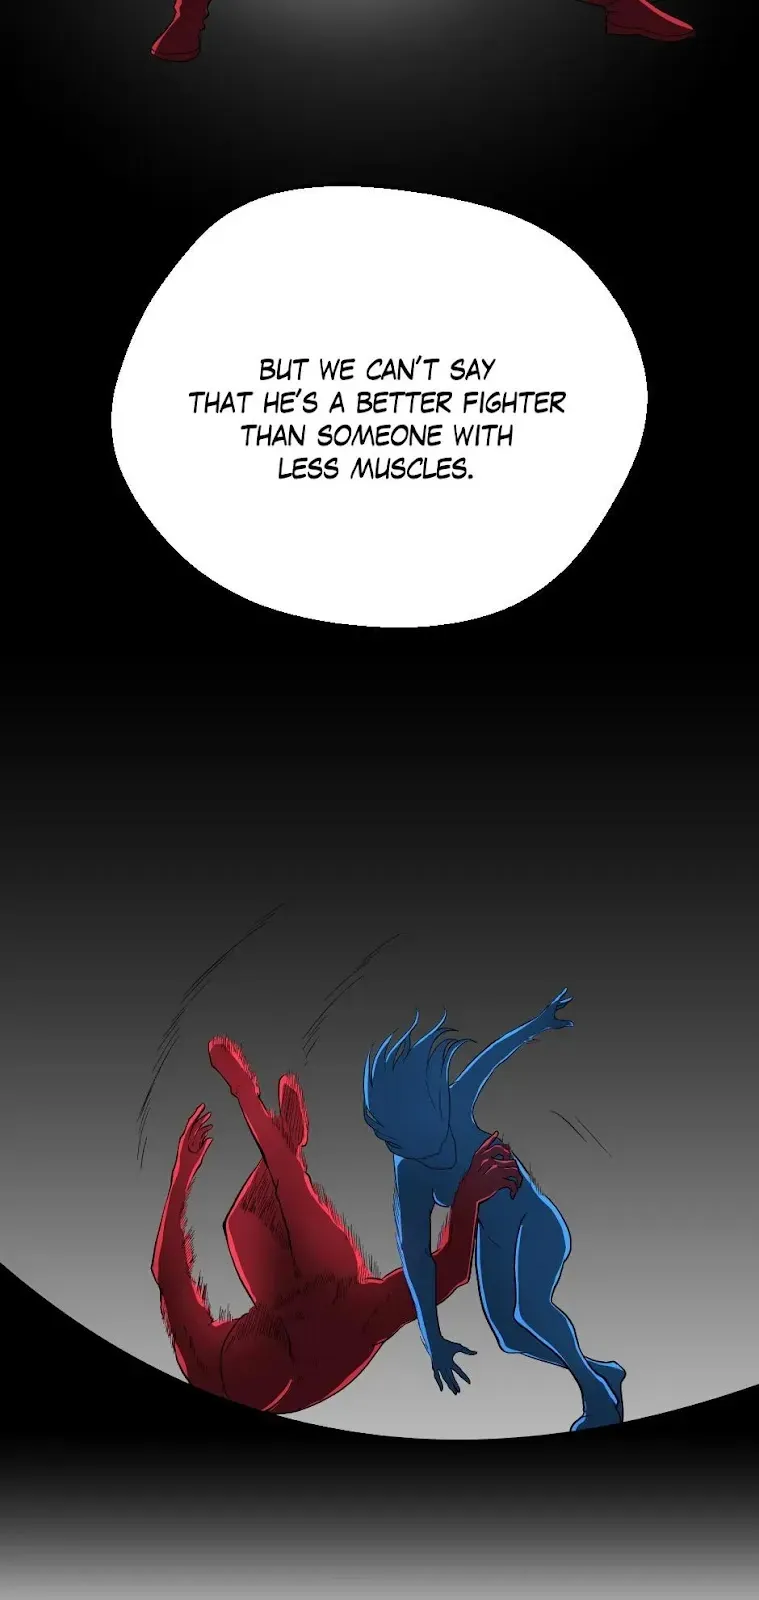 BUT WE CAN'T SAY
THAT HE'S A BETTER FIGHTER
THAN SOMEONE WITH
LESS MUSCLES.